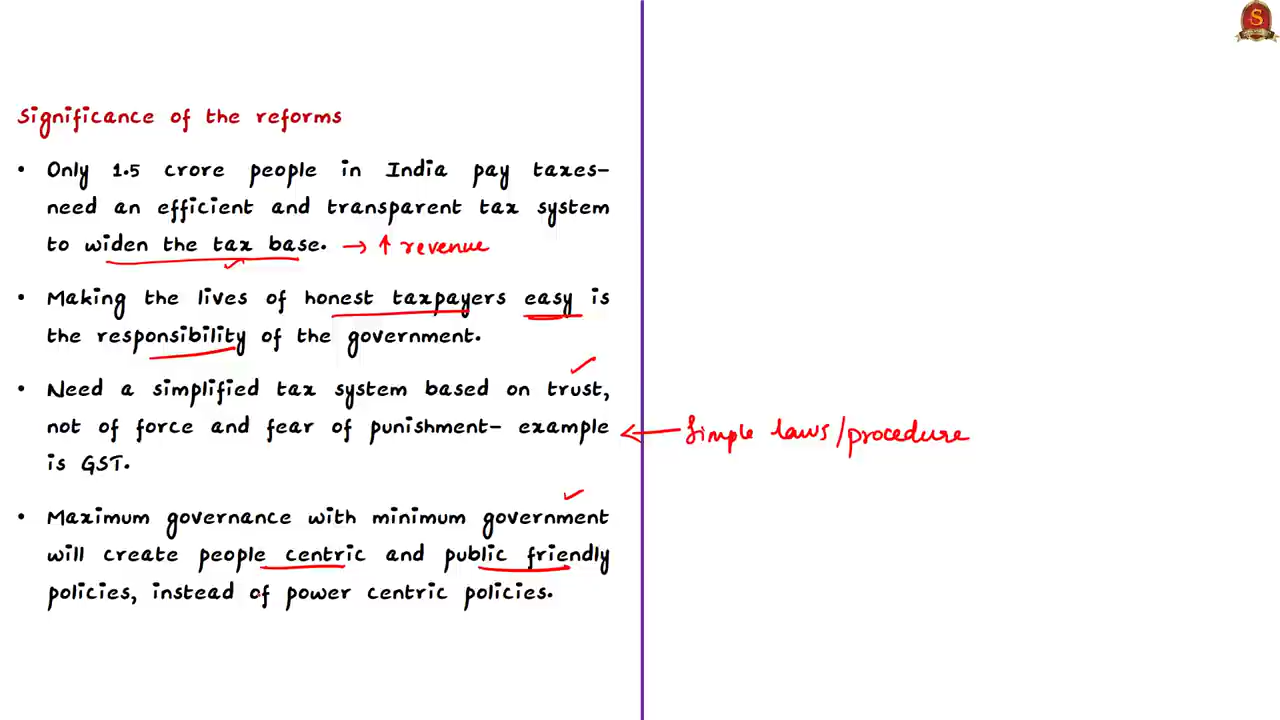 Significance of the reforms
• Only 1.5 crore people in India pay taxes-
need an efficient and transparent tax system
to widen the tax base. → ↑ revenue
• Making the lives of honest taxpayers easy is
the responsibility of the government.
• Need a simplified tax system based on trust,
not of force and fear of punishment- example
is GST.
← Simple laws/procedure
• Maximum governance with minimum government
will create people centric and public friendly
policies, instead of power centric policies.
S